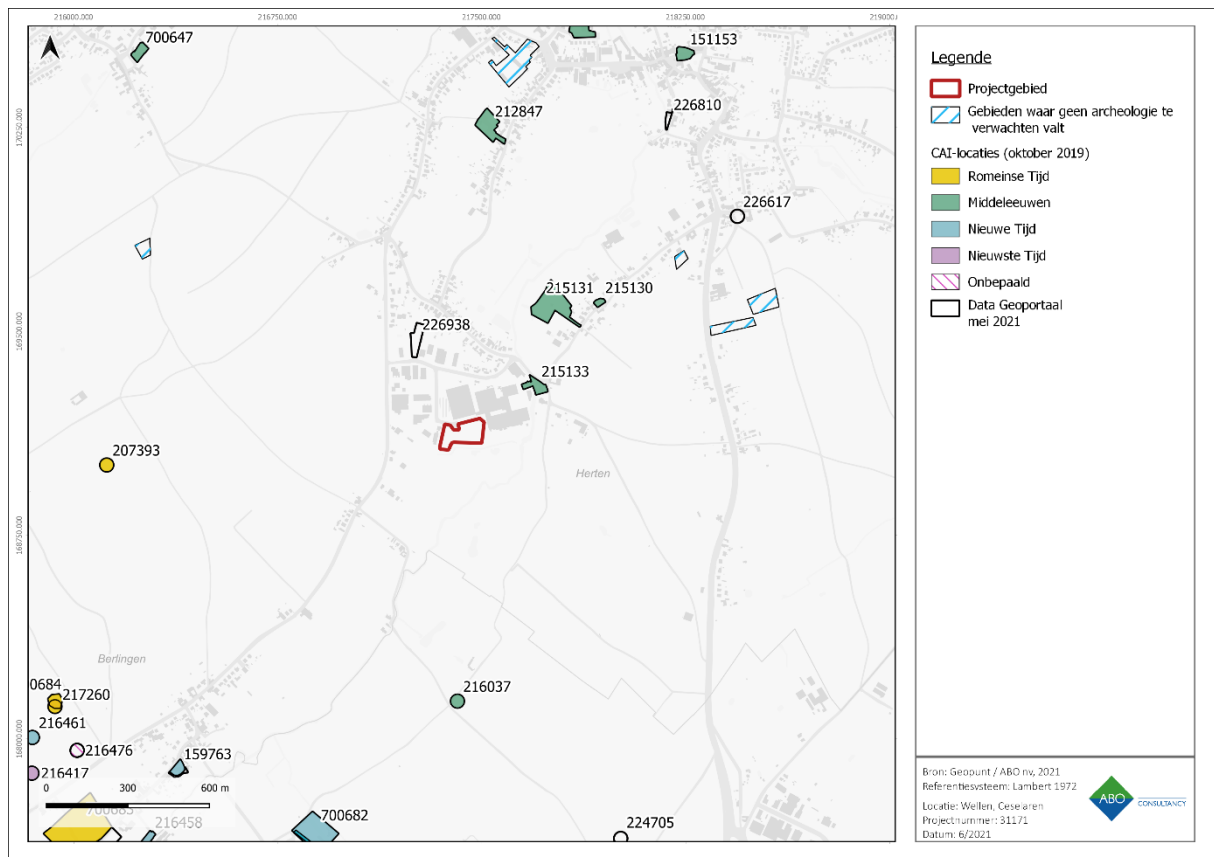 216000.000
216750.000
217500.000
218250.000
219000.
170250.000
169500.000
168750.000
168000.000
700647
151153
212847
226810
226617
215131
215130
226938
215133
207393
Herten
Berlingen
0684
217260
216461
216476
216417
159763
216037
700685
216458
700682
224705
0 300 600 m
Legende
Projectgebied
Gebieden waar geen archeologie te
verwachten valt
CAI-locaties (oktober 2019)
Romeinse Tijd
Middeleeuwen
Nieuwe Tijd
Nieuwste Tijd
Onbepaald
Data Geoportaal
mei 2021
Bron: Geopunt / ABO nv, 2021
Referentiesysteem: Lambert 1972
Locatie: Wellen, Ceselaren
Projectnummer: 31171
Datum: 6/2021
ABO CONSULTANCY